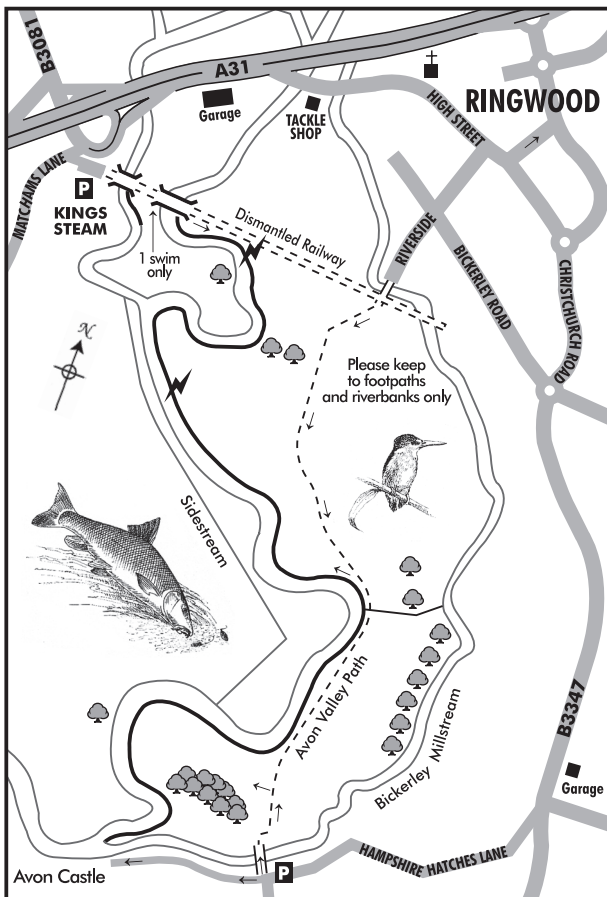 B3081
A31
Garage
TACKLE
SHOP
HIGH STREET
RINGWOOD
MATCHAMS LANE
P
KINGS
STEAM
1 swim
only
Dismantled Railway
RIVERSIDE
BICKERLEY ROAD
CHRISTCHURCH ROAD
N
Please keep
to footpaths
and riverbanks only
Sidestream
Avon Valley Path
Bickerley Millstream
B3347
Garage
Avon Castle
P
HAMPSHIRE HATCHES LANE